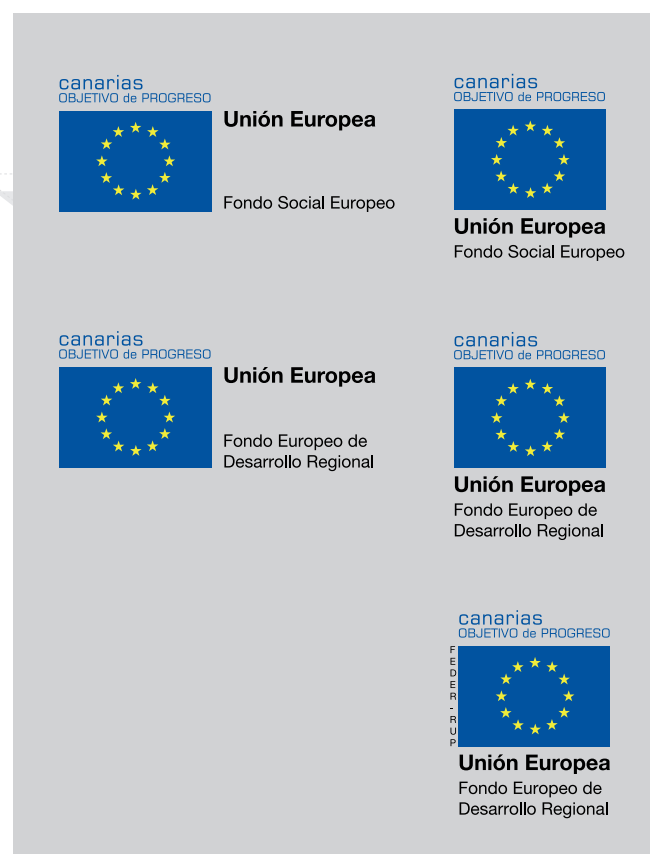 canarias
OBJETIVO de PROGRESO
Unión Europea
Fondo Social Europeo
canarias
OBJETIVO de PROGRESO
Unión Europea
Fondo Social Europeo
canarias
OBJETIVO de PROGRESO
Unión Europea
Fondo Europeo de
Desarrollo Regional
canarias
OBJETIVO de PROGRESO
Unión Europea
Fondo Europeo de
Desarrollo Regional
canarias
OBJETIVO de PROGRESO
FEDER-RUP
Unión Europea
Fondo Europeo de
Desarrollo Regional